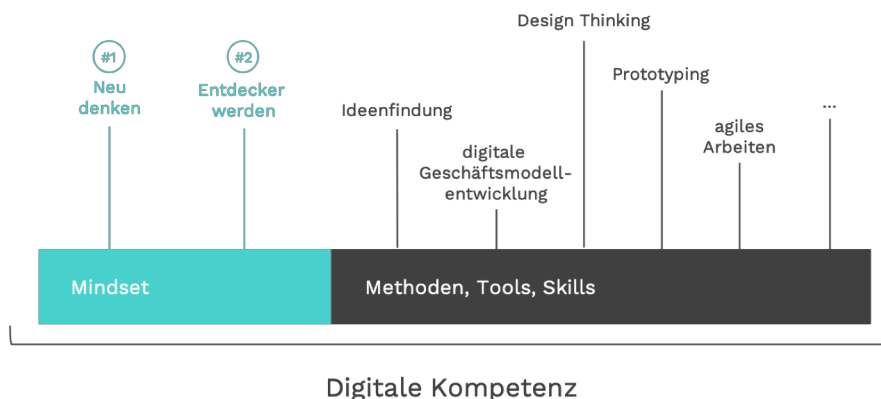 #1
Neu
denken
#2
Entdecker
werden
Ideenfindung
digitale
Geschäftsmodell-
entwicklung
Design Thinking
Prototyping
agiles
Arbeiten
...
Mindset
Methoden, Tools, Skills
Digitale Kompetenz